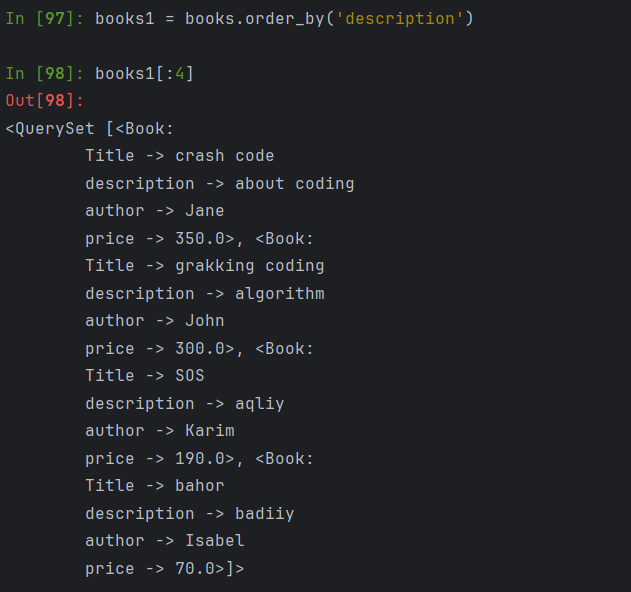 In [97]: books1 = books.order_by('description')
In [98]: books1[:4]
Out[98]:
<QuerySet [<Book:
Title -> crash code
description -> about coding
author -> Jane
price -> 350.0>, <Book:
Title -> grakking coding
description -> algorithm
author -> John
price -> 300.0>, <Book:
Title -> SOS
description -> aqliy
author -> Karim
price -> 190.0>, <Book:
Title -> bahor
description -> badiiy
author -> Isabel
price -> 70.0>]>